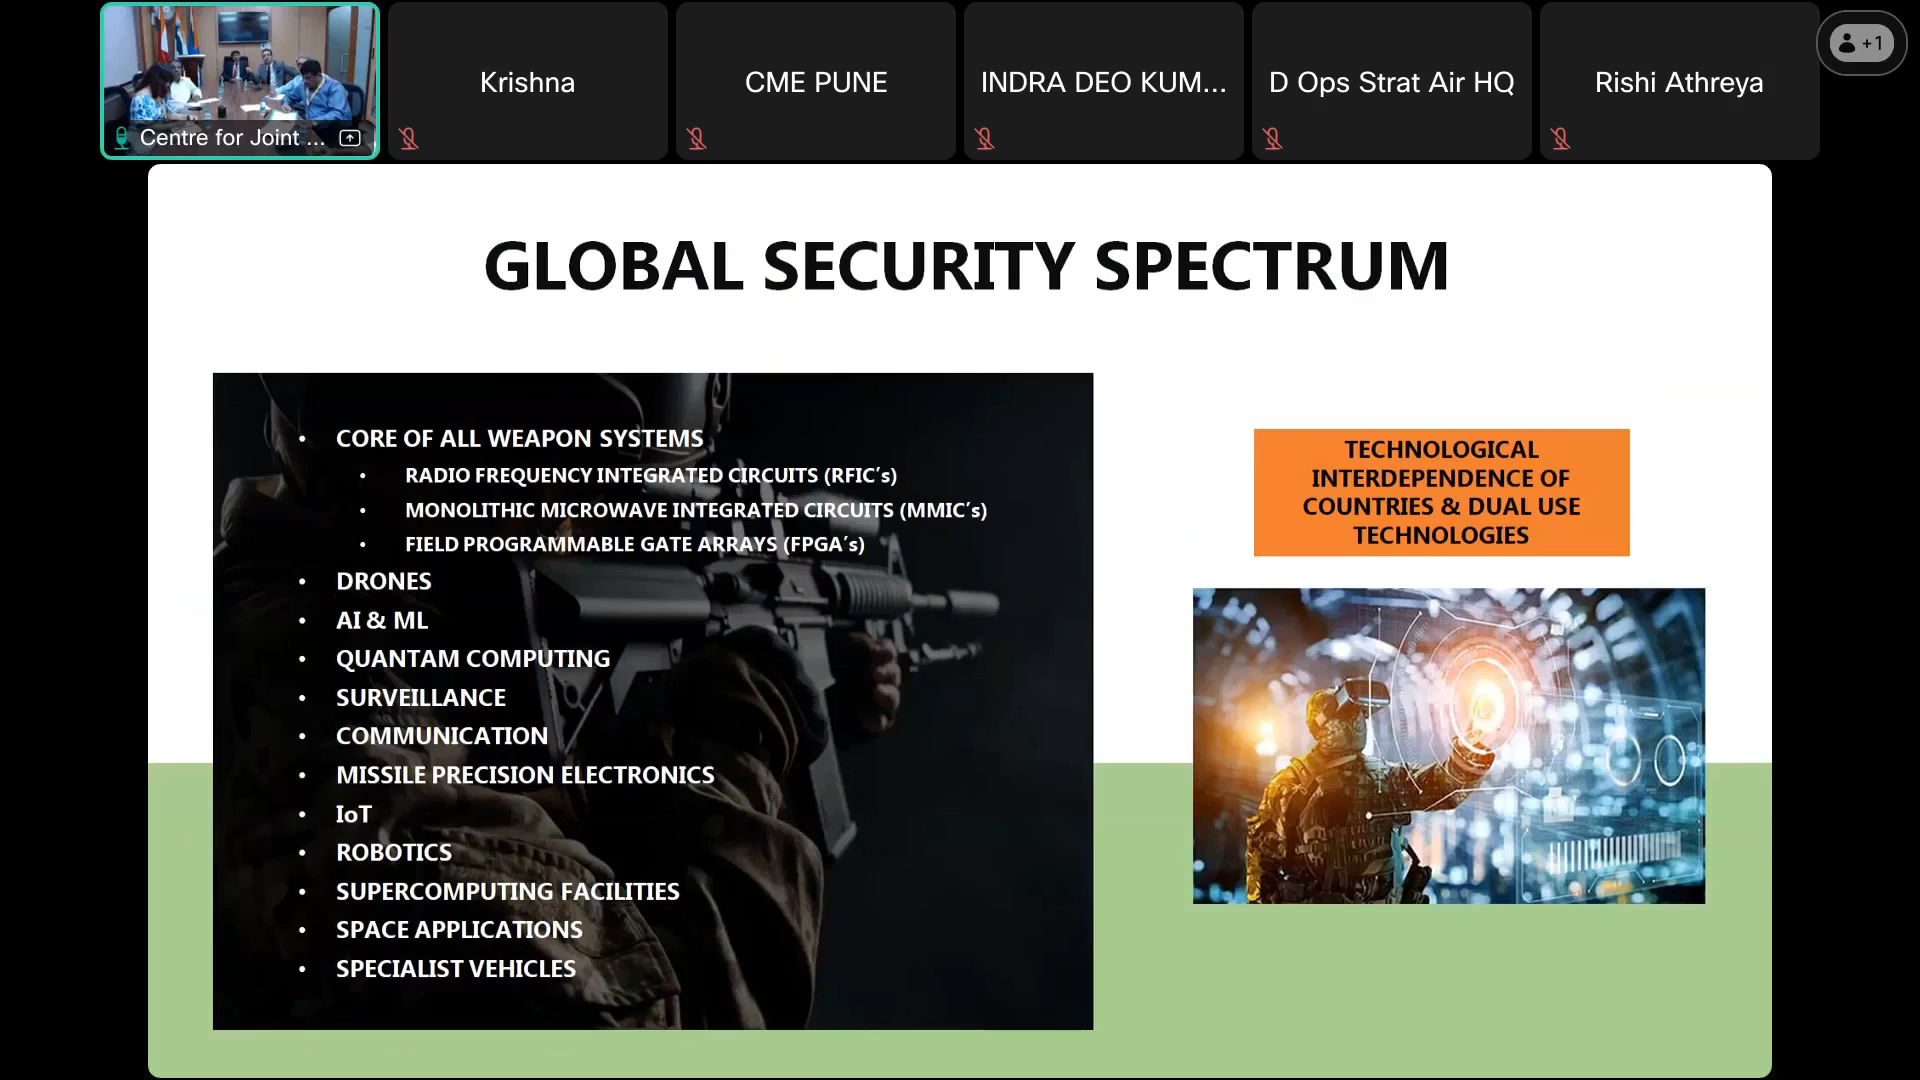 Krishna
CME PUNE
INDRA DEO KUM...
D Ops Strat Air HQ
Rishi Athreya
+1
Centre for Joint ...
GLOBAL SECURITY SPECTRUM
• CORE OF ALL WEAPON SYSTEMS
• RADIO FREQUENCY INTEGRATED CIRCUITS (RFIC's)
• MONOLITHIC MICROWAVE INTEGRATED CIRCUITS (MMIC's)
• FIELD PROGRAMMABLE GATE ARRAYS (FPGA's)
• DRONES
• AI & ML
• QUANTAM COMPUTING
• SURVEILLANCE
• COMMUNICATION
• MISSILE PRECISION ELECTRONICS
• IoT
• ROBOTICS
• SUPERCOMPUTING FACILITIES
• SPACE APPLICATIONS
• SPECIALIST VEHICLES
TECHNOLOGICAL
INTERDEPENDENCE OF
COUNTRIES & DUAL USE
TECHNOLOGIES